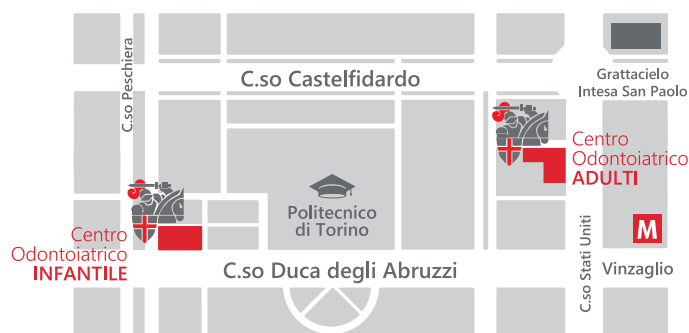 C.so Peschiera
C.so Castelfidardo
Grattacielo
Intesa San Paolo
Centro
Odontoiatrico
ADULTI
Politecnico
di Torino
Centro
Odontoiatrico
INFANTILE
C.so Duca degli Abruzzi
C.so Stati Uniti
M
Vinzaglio